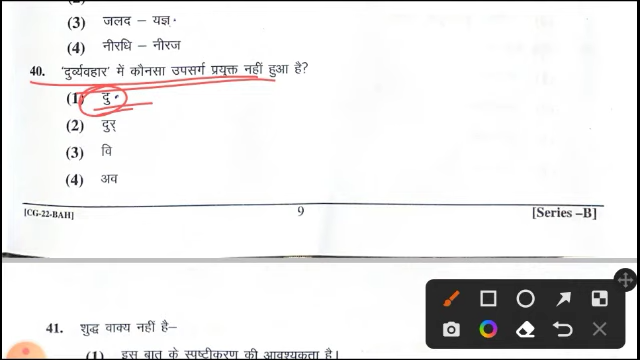 (3) जलद – यज्ञ
(4) नीरधि – नीरज
40. 'दुर्व्यवहार' में कौनसा उपसर्ग प्रयुक्त नहीं हुआ है?
(1) दु
(2) दुर्
(3) वि
(4) अव
[CG-22-BAH] 9 [Series –B]
41. शुद्ध वाक्य नहीं है–
(1) इस बात के स्पष्टीकरण की आवश्यकता है।